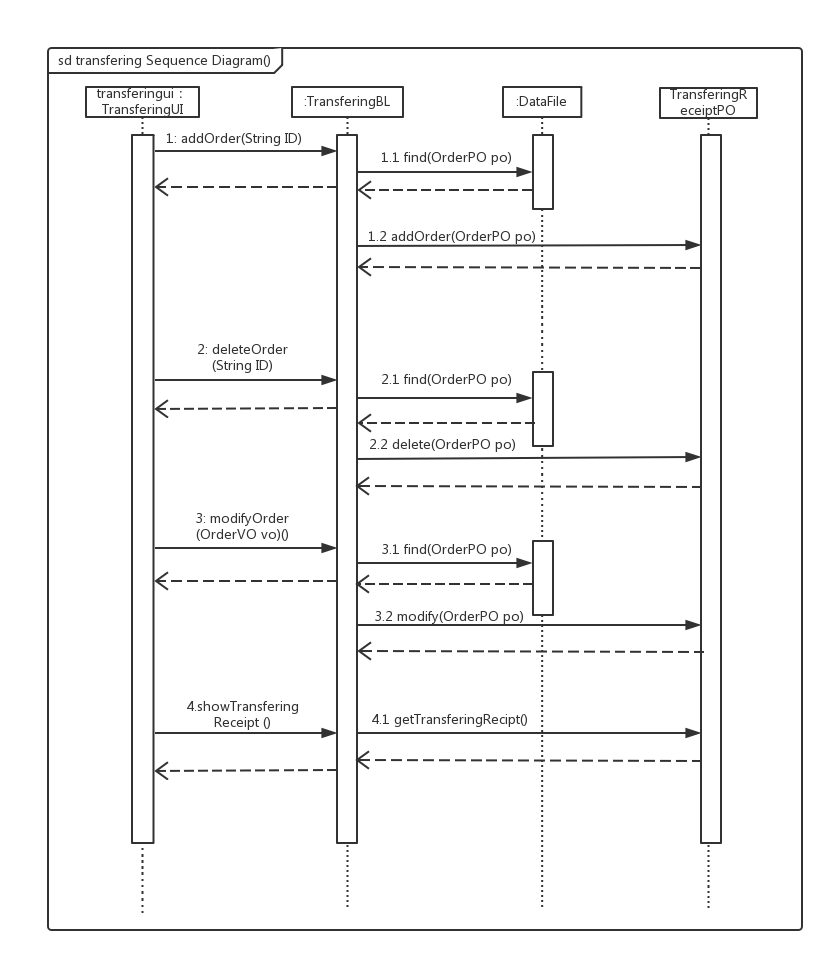 sd transfering Sequence Diagram()
transferingui：
TransferingUI
:TransferingBL
:DataFile
TransferingR
eceiptPO
1: addOrder(String ID)
1.1 find(OrderPO po)
1.2 addOrder(OrderPO po)
2: deleteOrder
(String ID)
2.1 find(OrderPO po)
2.2 delete(OrderPO po)
3: modifyOrder
(OrderVO vo)()
3.1 find(OrderPO po)
3.2 modify(OrderPO po)
4.showTransfering
Receipt ()
4.1 getTransferingRecipt()